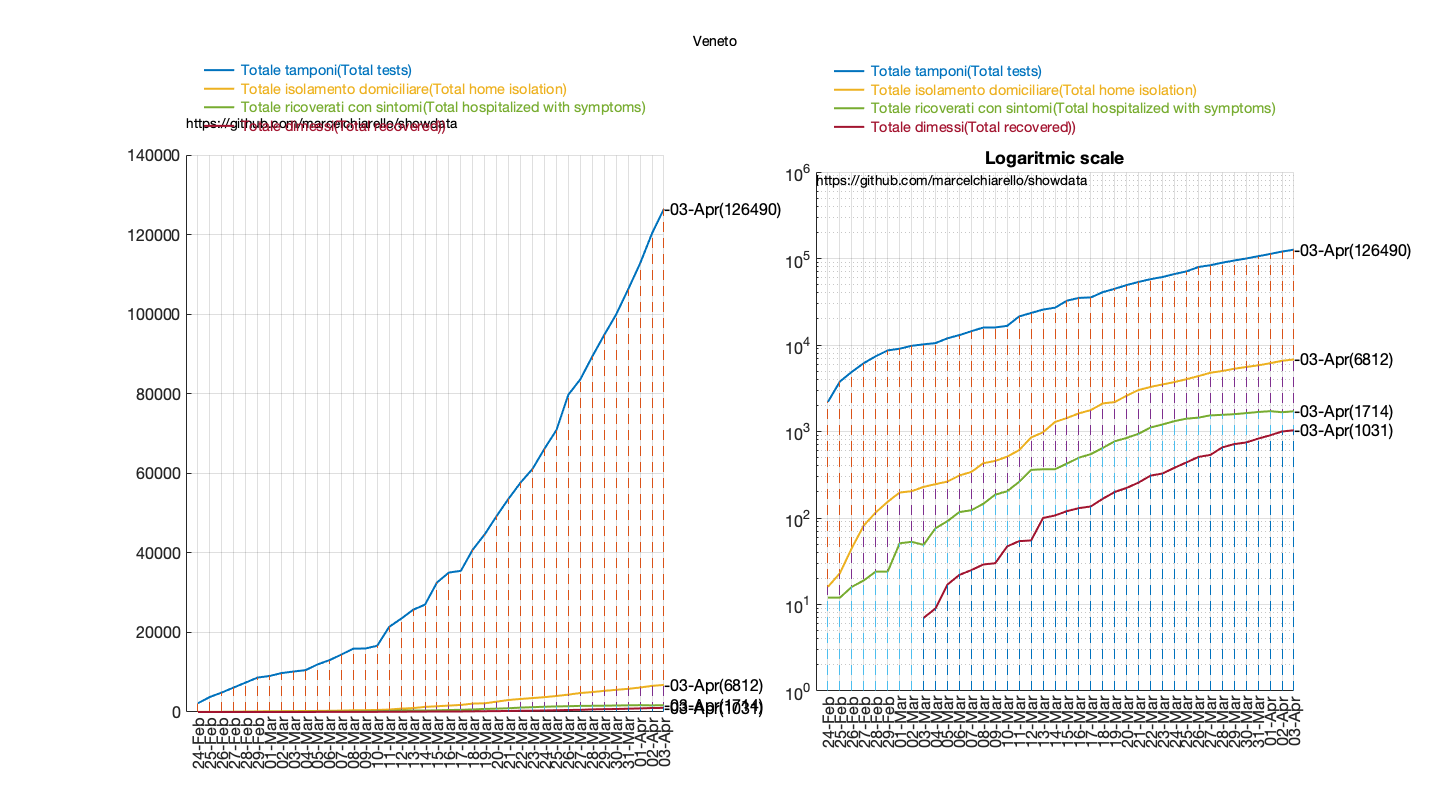 Veneto
Totale tamponi(Total tests)
Totale isolamento domiciliare(Total home isolation)
Totale ricoverati con sintomi(Total hospitalized with symptoms)
Totale dimessi(Total recovered))
https://github.com/marcelchiarello/showdata
140000
120000
100000
80000
60000
40000
20000
0
-03-Apr(126490)
-03-Apr(6812)
-03-Apr(1714)
-03-Apr(1031)
24-Feb
25-Feb
26-Feb
27-Feb
28-Feb
29-Feb
01-Mar
02-Mar
03-Mar
04-Mar
05-Mar
06-Mar
07-Mar
08-Mar
09-Mar
10-Mar
11-Mar
12-Mar
13-Mar
14-Mar
15-Mar
16-Mar
17-Mar
18-Mar
19-Mar
20-Mar
21-Mar
22-Mar
23-Mar
24-Mar
25-Mar
26-Mar
27-Mar
28-Mar
29-Mar
30-Mar
31-Mar
01-Apr
02-Apr
03-Apr
Totale tamponi(Total tests)
Totale isolamento domiciliare(Total home isolation)
Totale ricoverati con sintomi(Total hospitalized with symptoms)
Totale dimessi(Total recovered))
Logaritmic scale
https://github.com/marcelchiarello/showdata
10^6
10^5
10^4
10^3
10^2
10^1
10^0
-03-Apr(126490)
-03-Apr(6812)
-03-Apr(1714)
-03-Apr(1031)
24-Feb
25-Feb
26-Feb
27-Feb
28-Feb
29-Feb
01-Mar
02-Mar
03-Mar
04-Mar
05-Mar
06-Mar
07-Mar
08-Mar
09-Mar
10-Mar
11-Mar
12-Mar
13-Mar
14-Mar
15-Mar
16-Mar
17-Mar
18-Mar
19-Mar
20-Mar
21-Mar
22-Mar
23-Mar
24-Mar
25-Mar
26-Mar
27-Mar
28-Mar
29-Mar
30-Mar
31-Mar
01-Apr
02-Apr
03-Apr